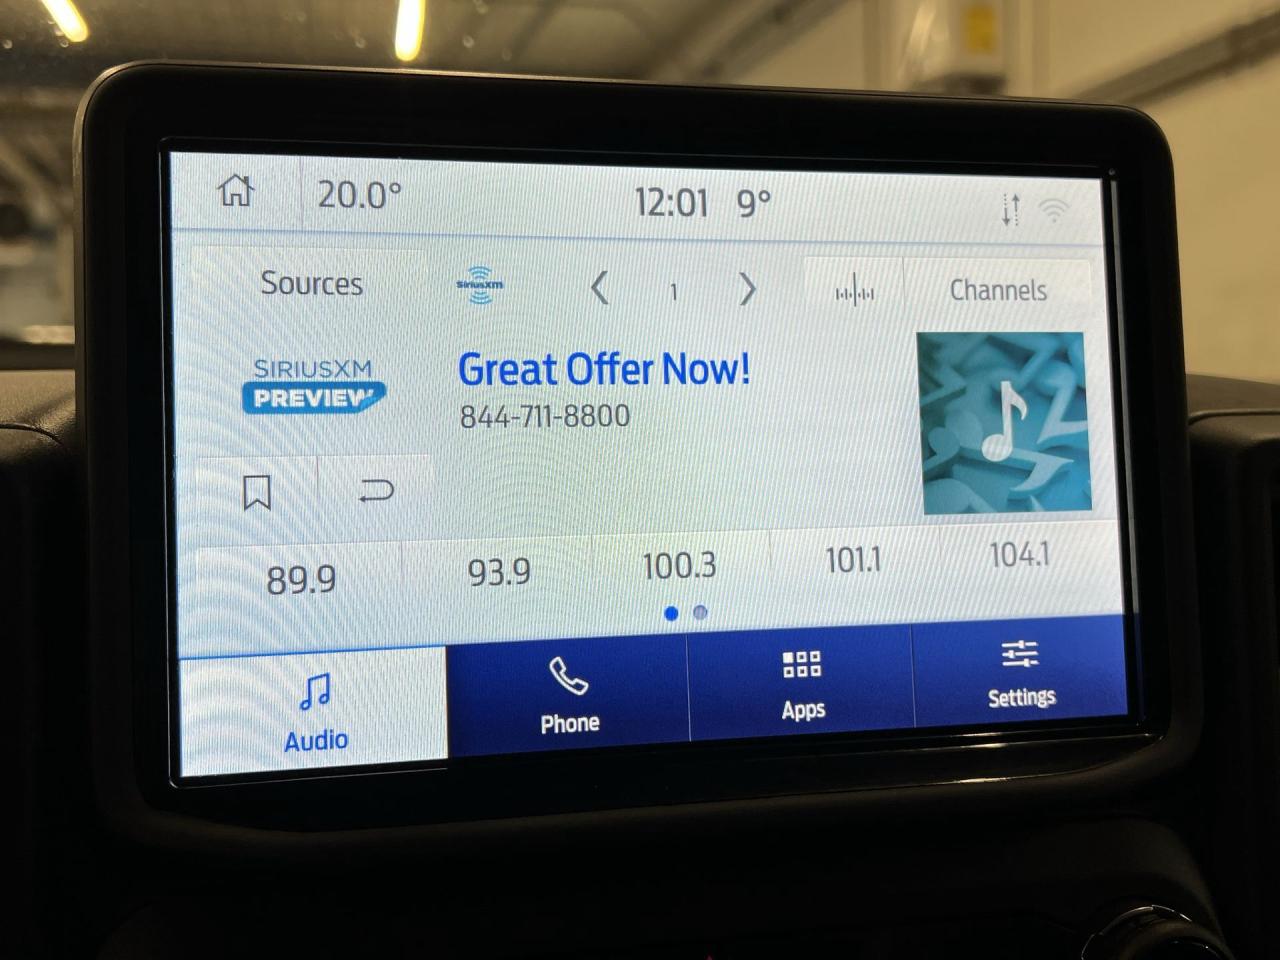 20.0° 12:01 9°
Sources SiriusXM 1 Channels
SIRIUSXM
PREVIEW
Great Offer Now!
844-711-8800
89.9 93.9 100.3 101.1 104.1
Audio Phone Apps Settings